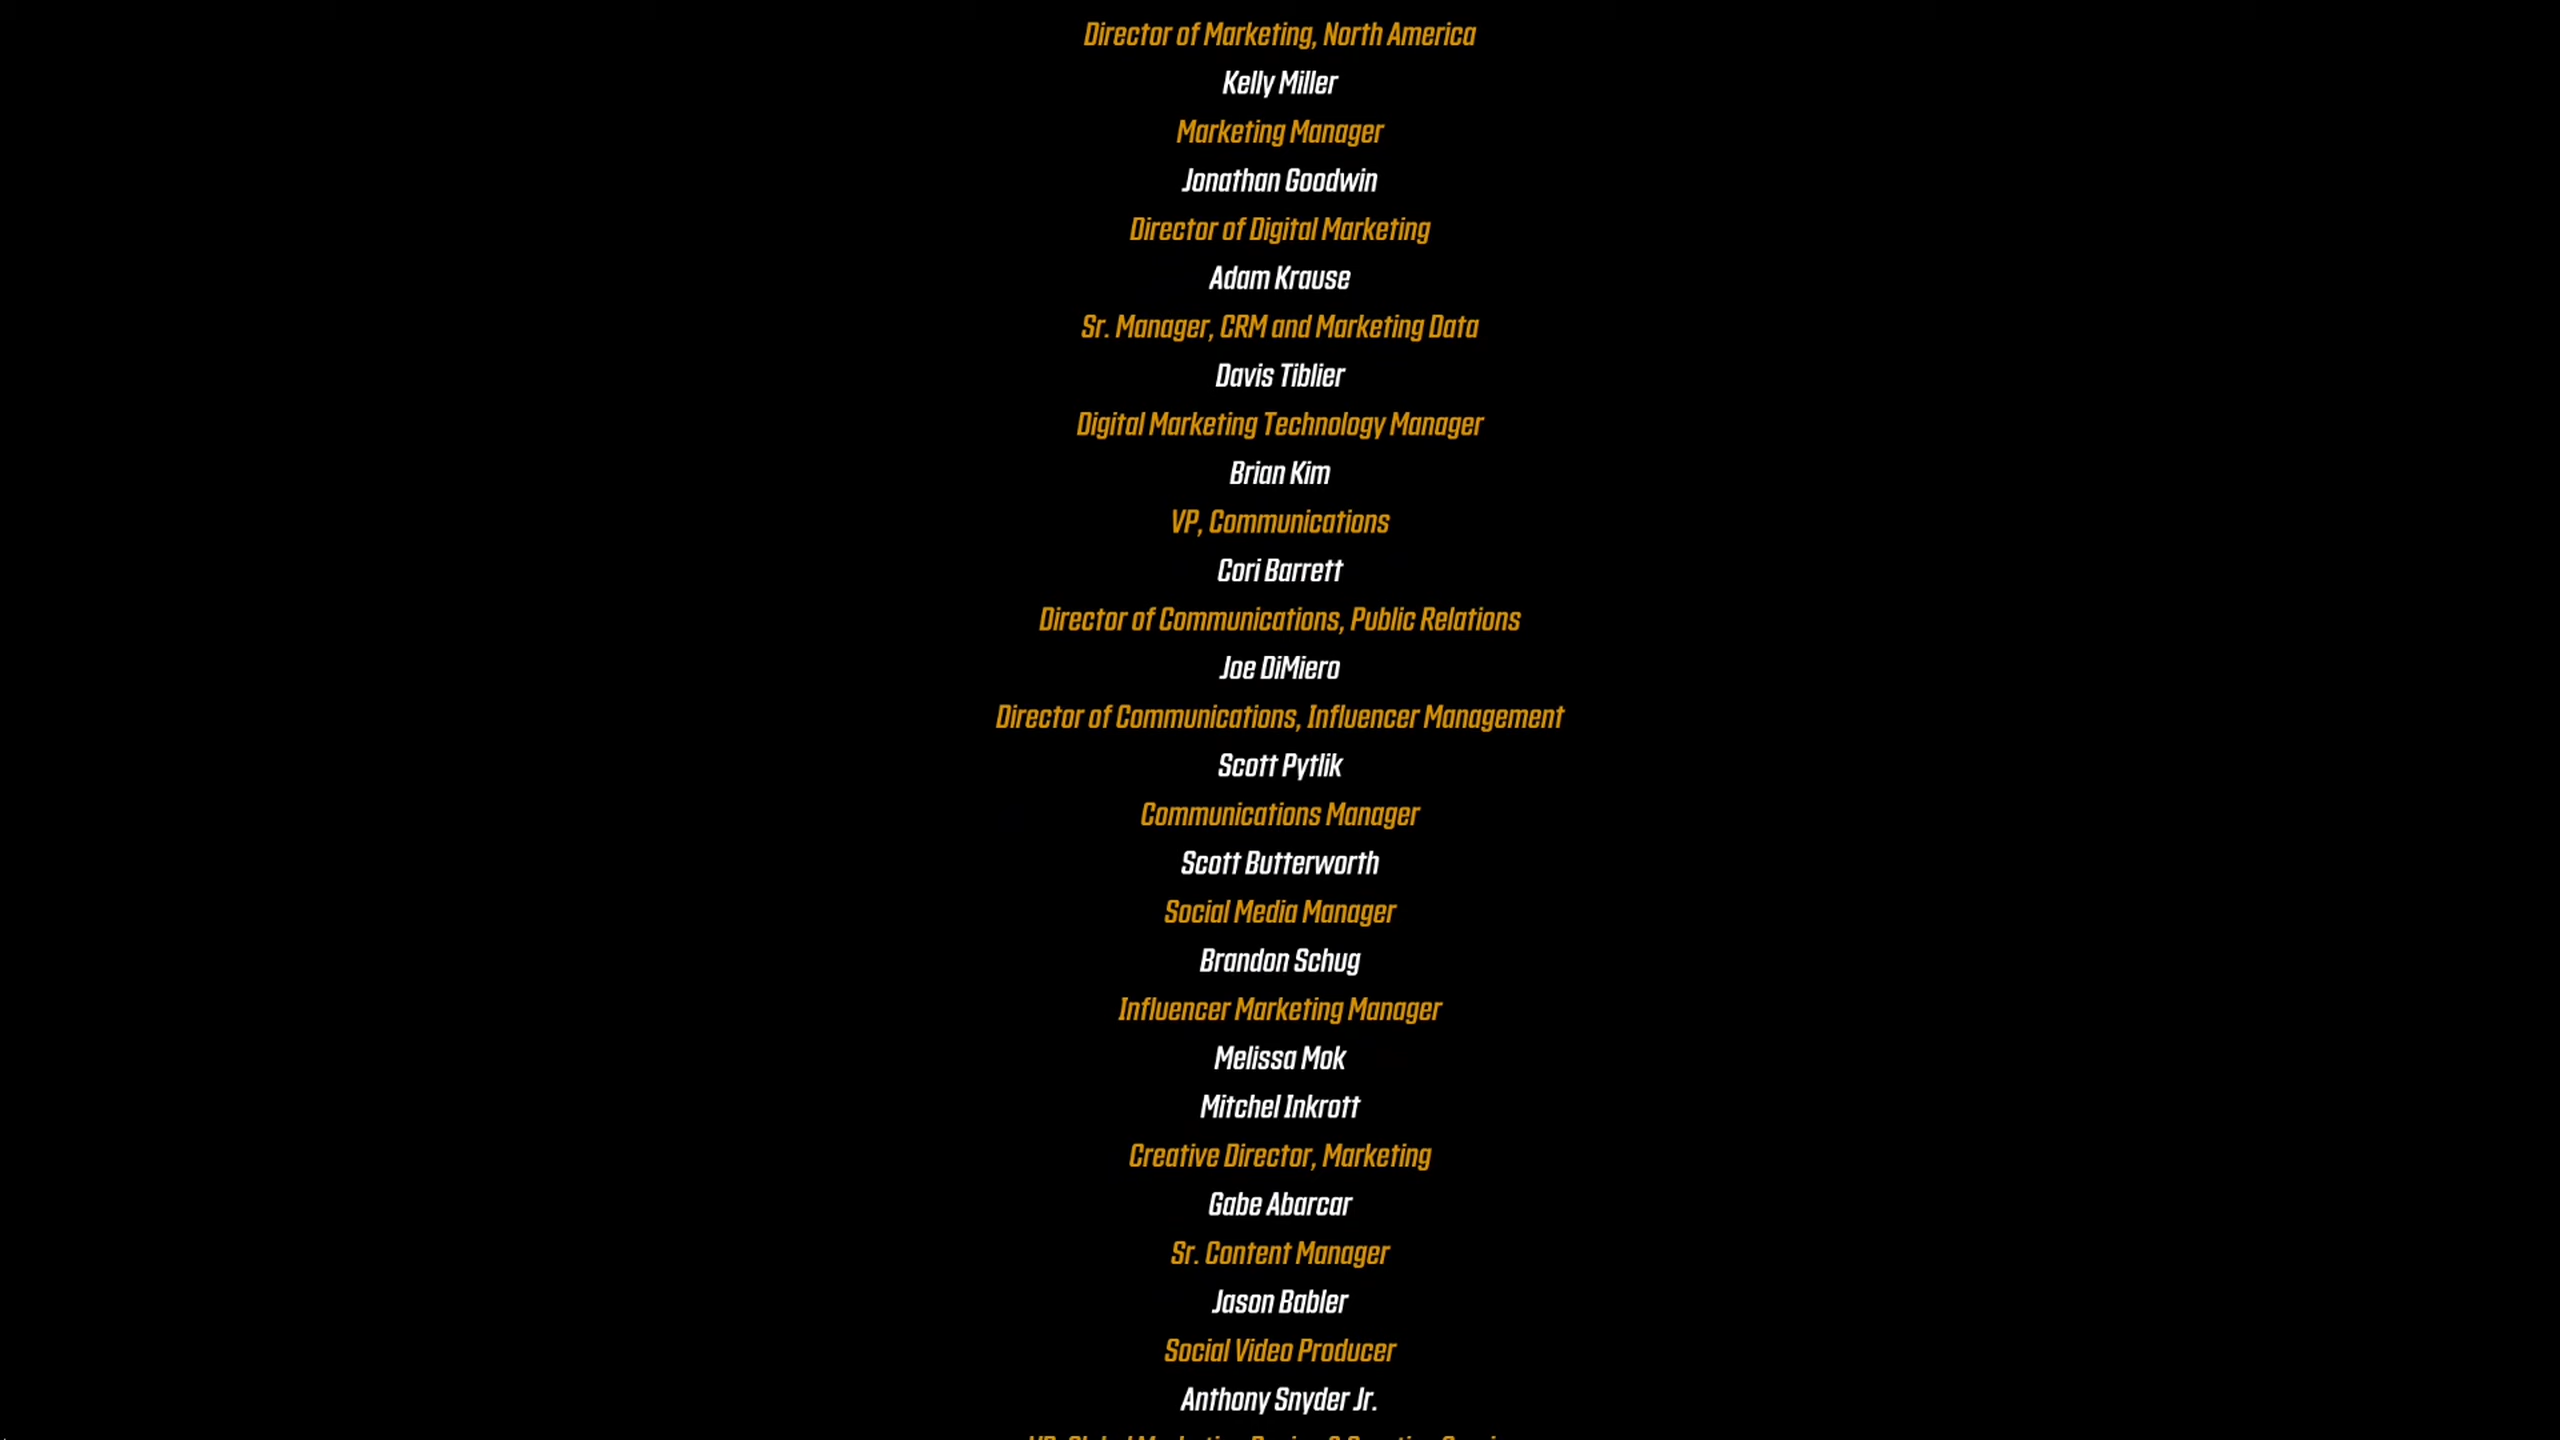 Director of Marketing, North America
Kelly Miller
Marketing Manager
Jonathan Goodwin
Director of Digital Marketing
Adam Krause
Sr. Manager, CRM and Marketing Data
Davis Tiblier
Digital Marketing Technology Manager
Brian Kim
VP, Communications
Cori Barrett
Director of Communications, Public Relations
Joe DiMiero
Director of Communications, Influencer Management
Scott Pytlik
Communications Manager
Scott Butterworth
Social Media Manager
Brandon Schug
Influencer Marketing Manager
Melissa Mok
Mitchel Inkrott
Creative Director, Marketing
Gabe Abarcar
Sr. Content Manager
Jason Babler
Social Video Producer
Anthony Snyder Jr.